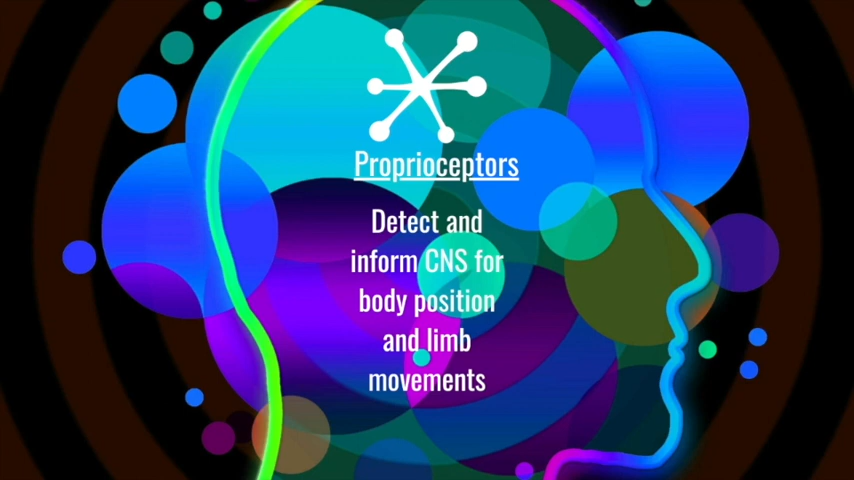 Proprioceptors
Detect and
inform CNS for
body position
and limb
movements